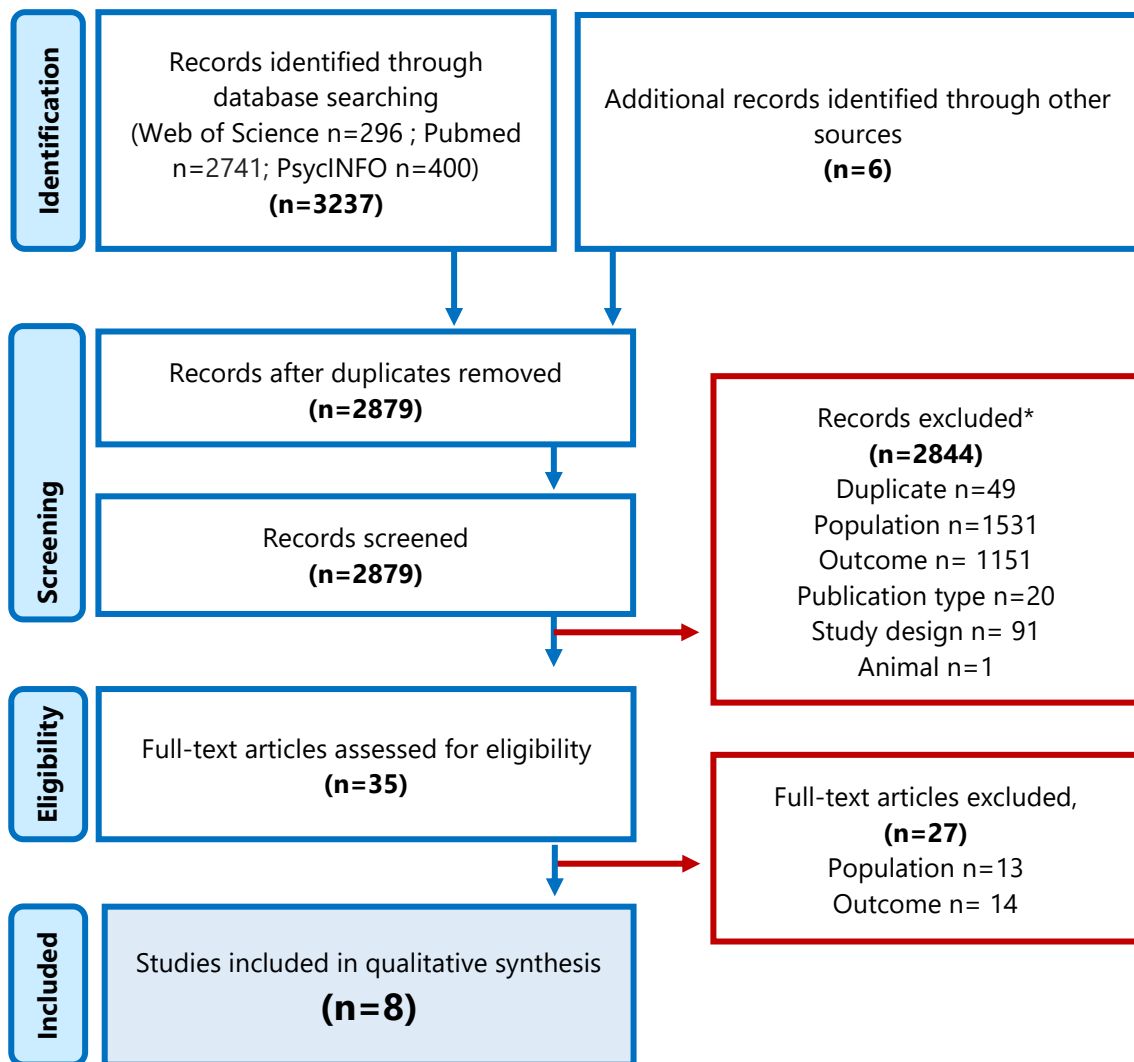 Identification
Records identified through
database searching
(Web of Science n=296 ; Pubmed
n=2741; PsycINFO n=400)
(n=3237)
Additional records identified through other
sources
(n=6)
Screening
Records after duplicates removed
(n=2879)
Records screened
(n=2879)
Records excluded*
(n=2844)
Duplicate n=49
Population n=1531
Outcome n= 1151
Publication type n=20
Study design n= 91
Animal n=1
Eligibility
Full-text articles assessed for eligibility
(n=35)
Full-text articles excluded,
(n=27)
Population n=13
Outcome n= 14
Included
Studies included in qualitative synthesis
(n=8)